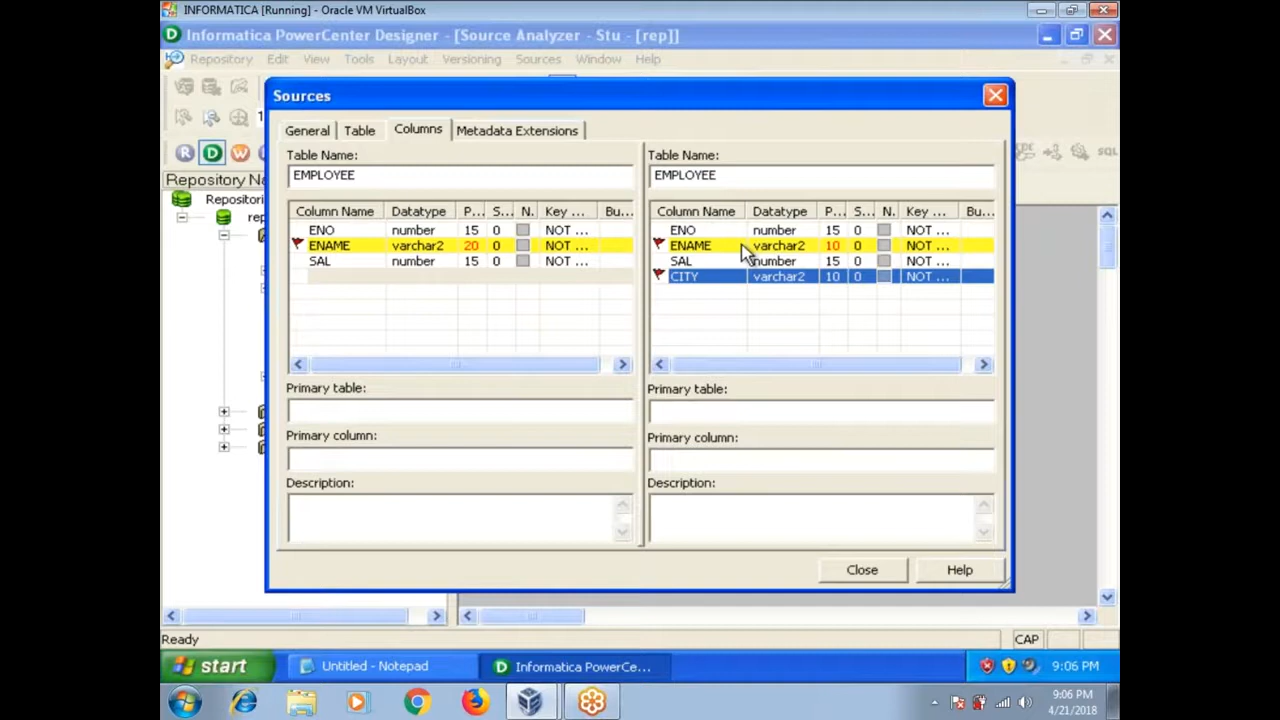 INFORMATICA [Running] - Oracle VM VirtualBox
Informatica PowerCenter Designer - [Source Analyzer - Stu - [rep]]
Repository Edit View Tools Layout Versioning Sources Window Help
Sources
General Table Columns Metadata Extensions
Repository Na
Repositori
rep
Table Name:
EMPLOYEE
Column Name Datatype P... S... N. Key ... Bu...
ENO number 15 0 NOT ...
ENAME varchar2 20 0 NOT ...
SAL number 15 0 NOT ...
Primary table:
Primary column:
Description:
Table Name:
EMPLOYEE
Column Name Datatype P... S... N. Key ... Bu...
ENO number 15 0 NOT ...
ENAME varchar2 10 0 NOT ...
SAL number 15 0 NOT ...
CITY varchar2 10 0 NOT ...
Primary table:
Primary column:
Description:
SQL
Close Help
Ready CAP
start Untitled - Notepad Informatica PowerCe... 9:06 PM
9:06 PM
4/21/2018